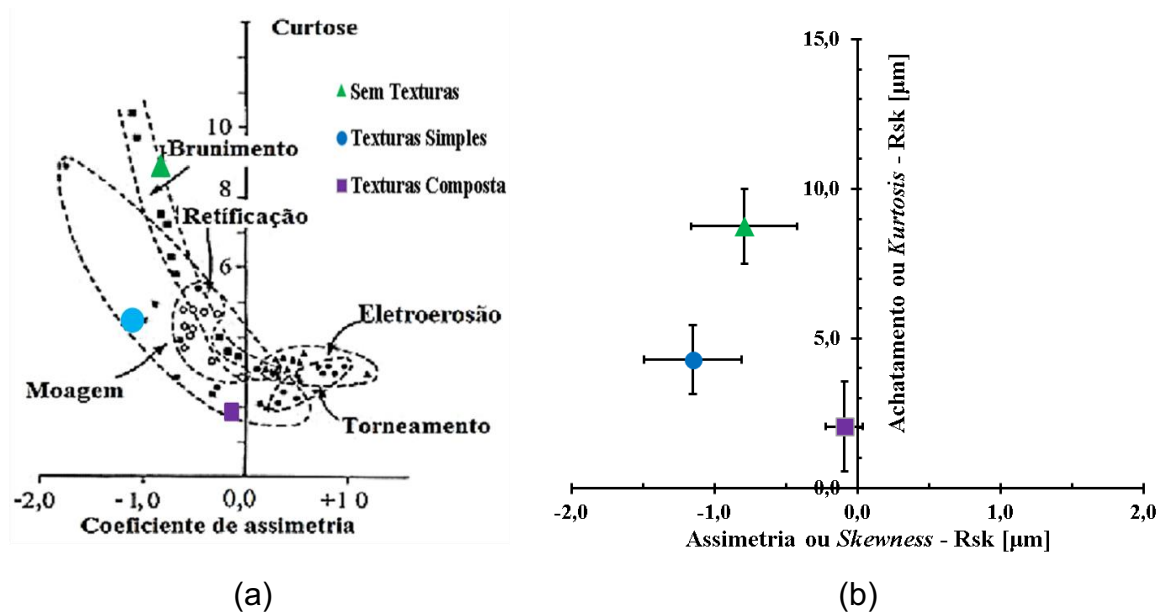 Curtose
Sem Texturas
Texturas Simples
Texturas Composta
10
8
6
Brunimento
Retificação
Eletroerosão
Moagem
Torneamento
-2,0 -1,0 0,0 +1 0
Coeficiente de assimetria
(a)
15,0
10,0
5,0
0,0
Achatamento ou Kurtosis - Rsk [µm]
-2,0 -1,0 0,0 1,0 2,0
Assimetria ou Skewness - Rsk [µm]
(b)